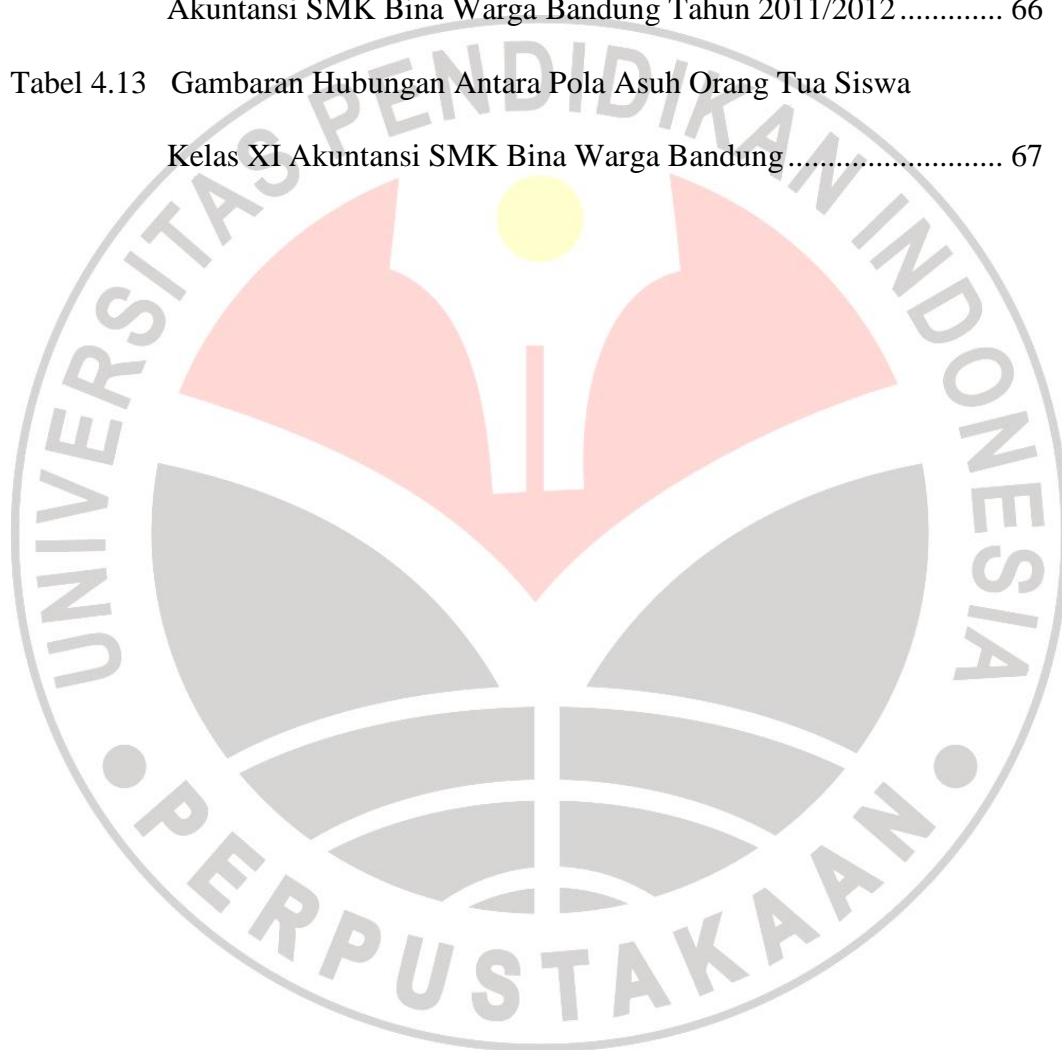 Akuntansi SMK Bina Warga Bandung Tahun 2011/2012 ............. 66
Tabel 4.13 Gambaran Hubungan Antara Pola Asuh Orang Tua Siswa
Kelas XI Akuntansi SMK Bina Warga Bandung ........................... 67
UNIVERSITAS PENDIDIKAN INDONESIA
PERPUSTAKAAN